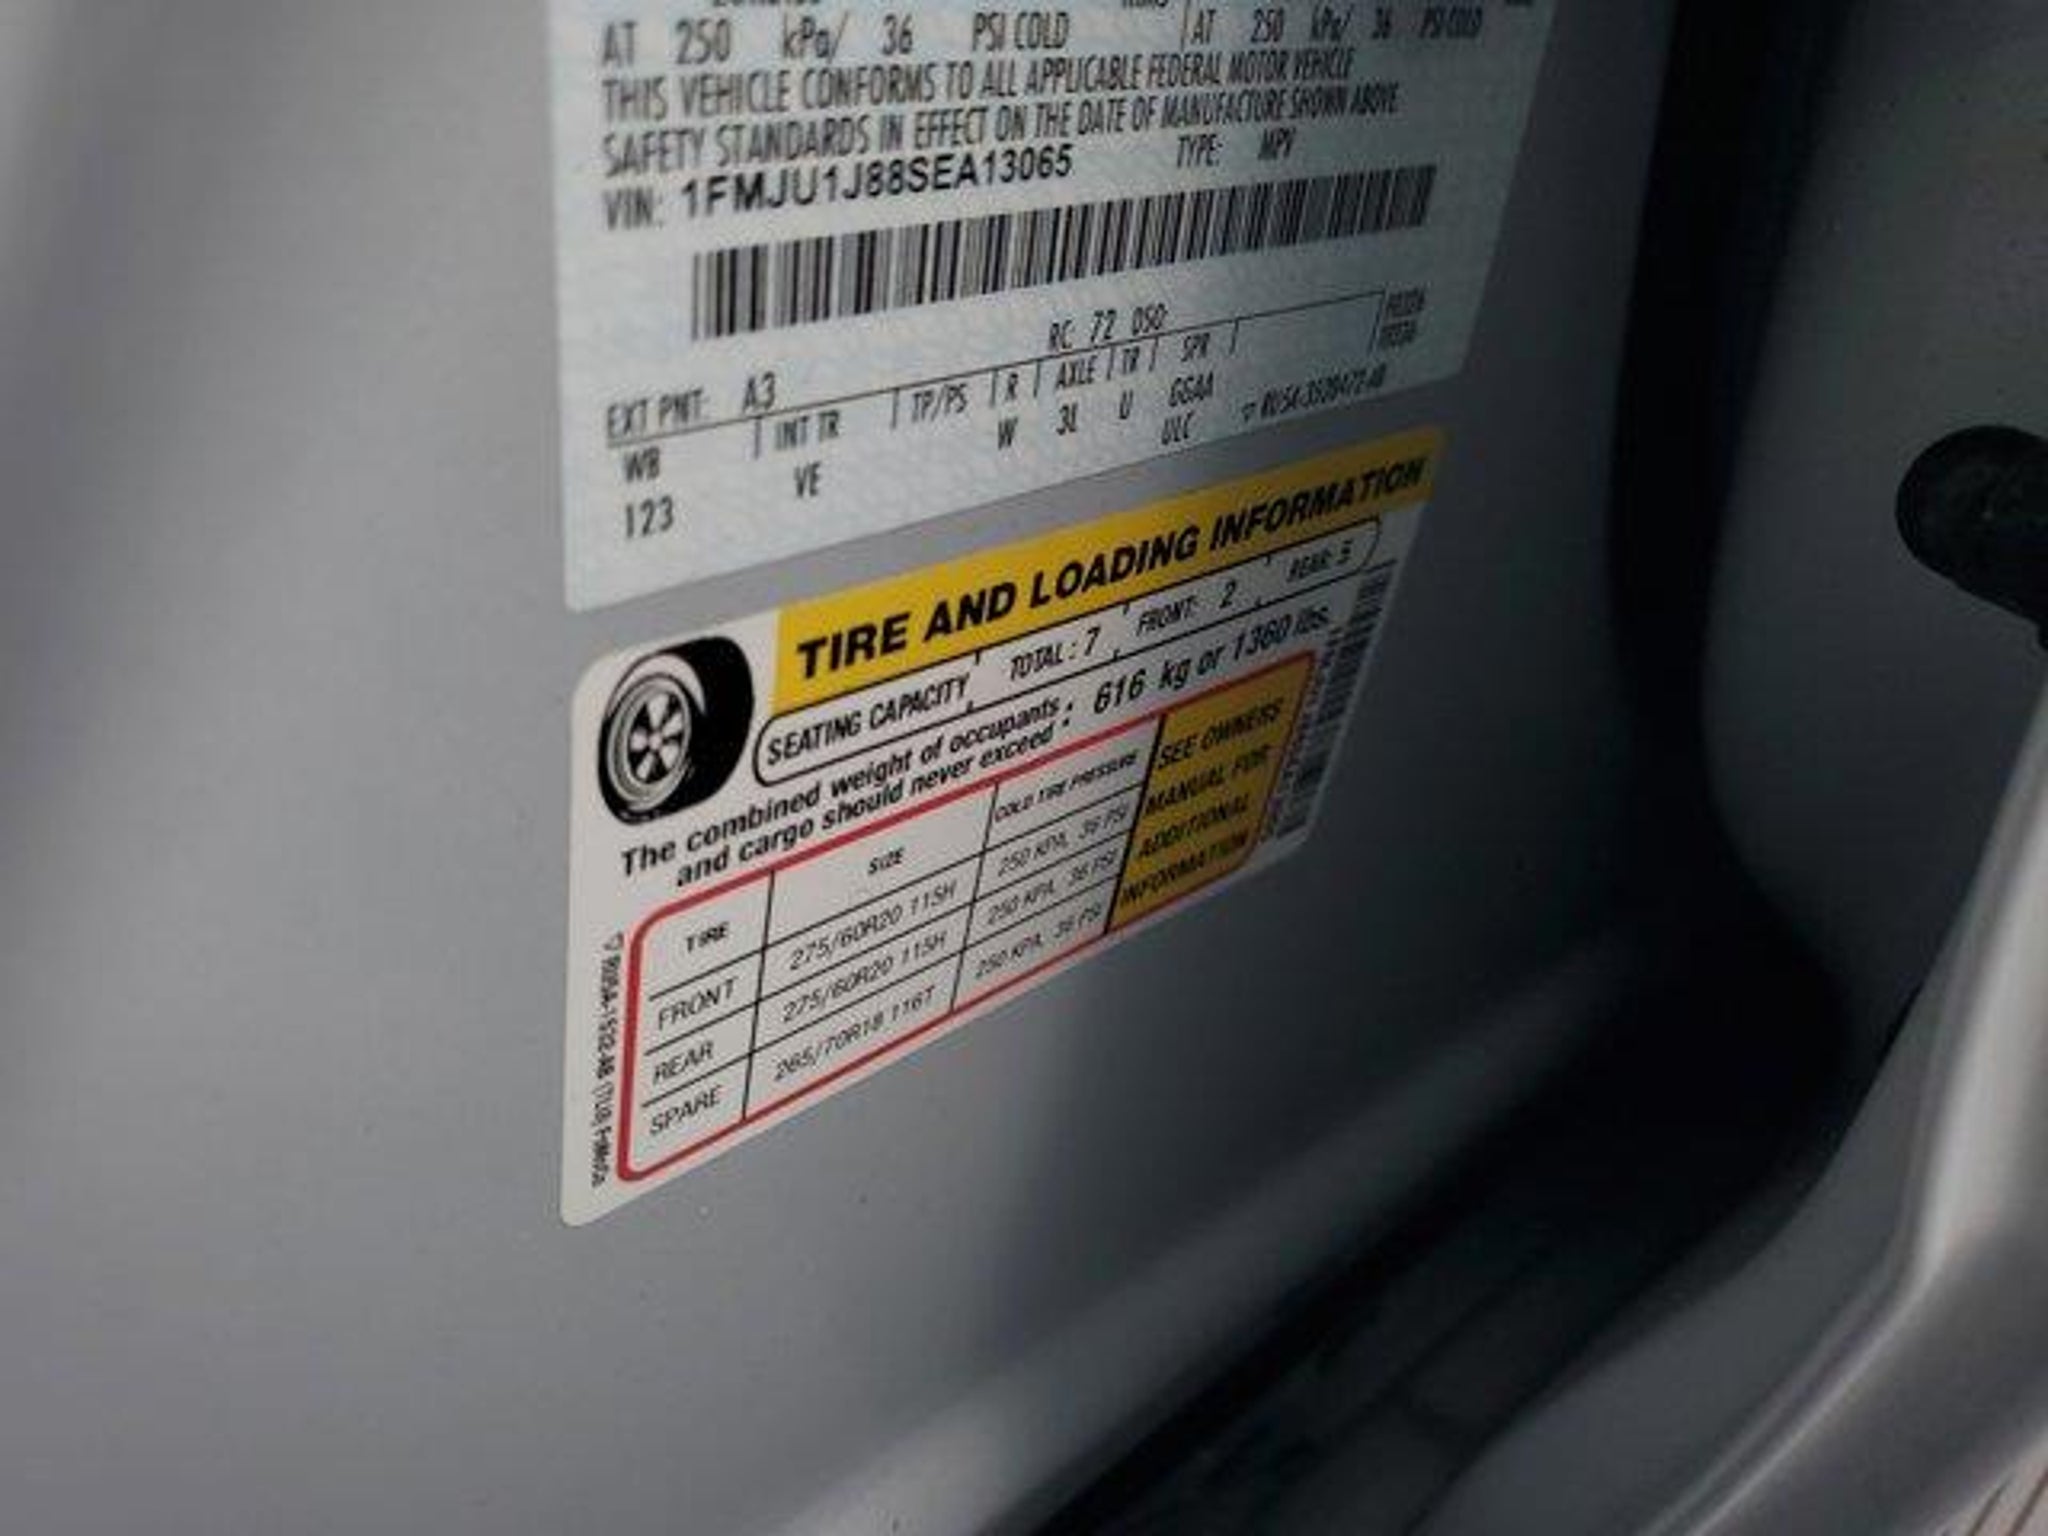 AT 250 kPa/ 36 PSI COLD | AT 250 kPa/ 36 PSI COLD
THIS VEHICLE CONFORMS TO ALL APPLICABLE FEDERAL MOTOR VEHICLE
SAFETY STANDARDS IN EFFECT ON THE DATE OF MANUFACTURE SHOWN ABOVE
VIN: 1FMJU1J88SEA13065 TYPE: MPV
RC 72 DSO
EXT PNT: A3
WB | INT TR | TP/PS | R | AXLE | TR | SPR
123 VE W 3L U GGAA
ULC
TIRE AND LOADING INFORMATION
SEATING CAPACITY TOTAL: 7 FRONT: 2 REAR: 5
The combined weight of occupants
and cargo should never exceed : 616 kg or 1360 lbs.
TIRE SIZE COLD TIRE PRESSURE
FRONT 275/60R20 115H 250 KPA, 36 PSI
REAR 275/60R20 115H 250 KPA, 36 PSI
SPARE 265/70R18 116T 250 KPA, 36 PSI
SEE OWNERS
MANUAL FOR
ADDITIONAL
INFORMATION